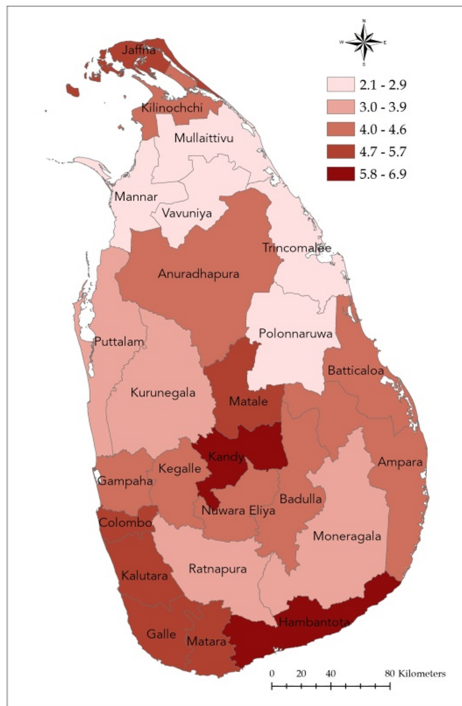 N
W E
S
Jaffna
2.1 - 2.9
3.0 - 3.9
4.0 - 4.6
4.7 - 5.7
5.8 - 6.9
Kilinochchi
Mullaittivu
Mannar
Vavuniya
Trincomalee
Anuradhapura
Polonnaruwa
Puttalam
Batticaloa
Kurunegala
Matale
Kandy
Ampara
Kegalle
Gampaha
Badulla
Nuwara Eliya
Colombo
Moneragala
Ratnapura
Kalutara
Hambantota
Galle
Matara
0 20 40 80 Kilometers